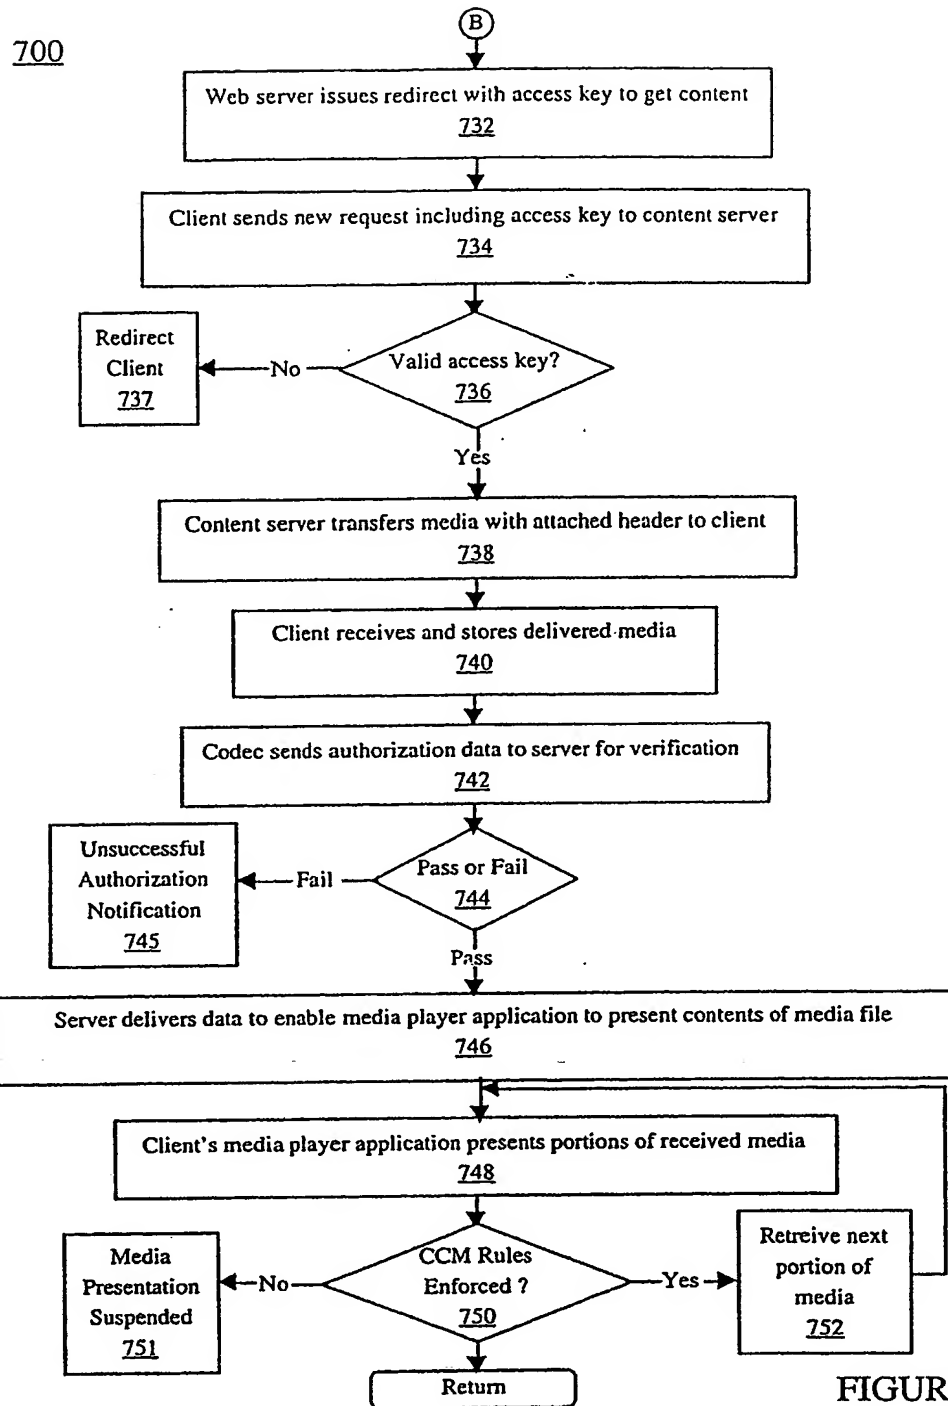 B
700
Web server issues redirect with access key to get content
732
Client sends new request including access key to content server
734
Redirect
Client
737
No
Valid access key?
736
Yes
Content server transfers media with attached header to client
738
Client receives and stores delivered media
740
Codec sends authorization data to server for verification
742
Unsuccessful
Authorization
Notification
745
Fail
Pass or Fail
744
Pass
Server delivers data to enable media player application to present contents of media file
746
Client's media player application presents portions of received media
748
Media
Presentation
Suspended
751
No
CCM Rules
Enforced ?
750
Yes
Retreive next
portion of
media
752
Return
FIGUR